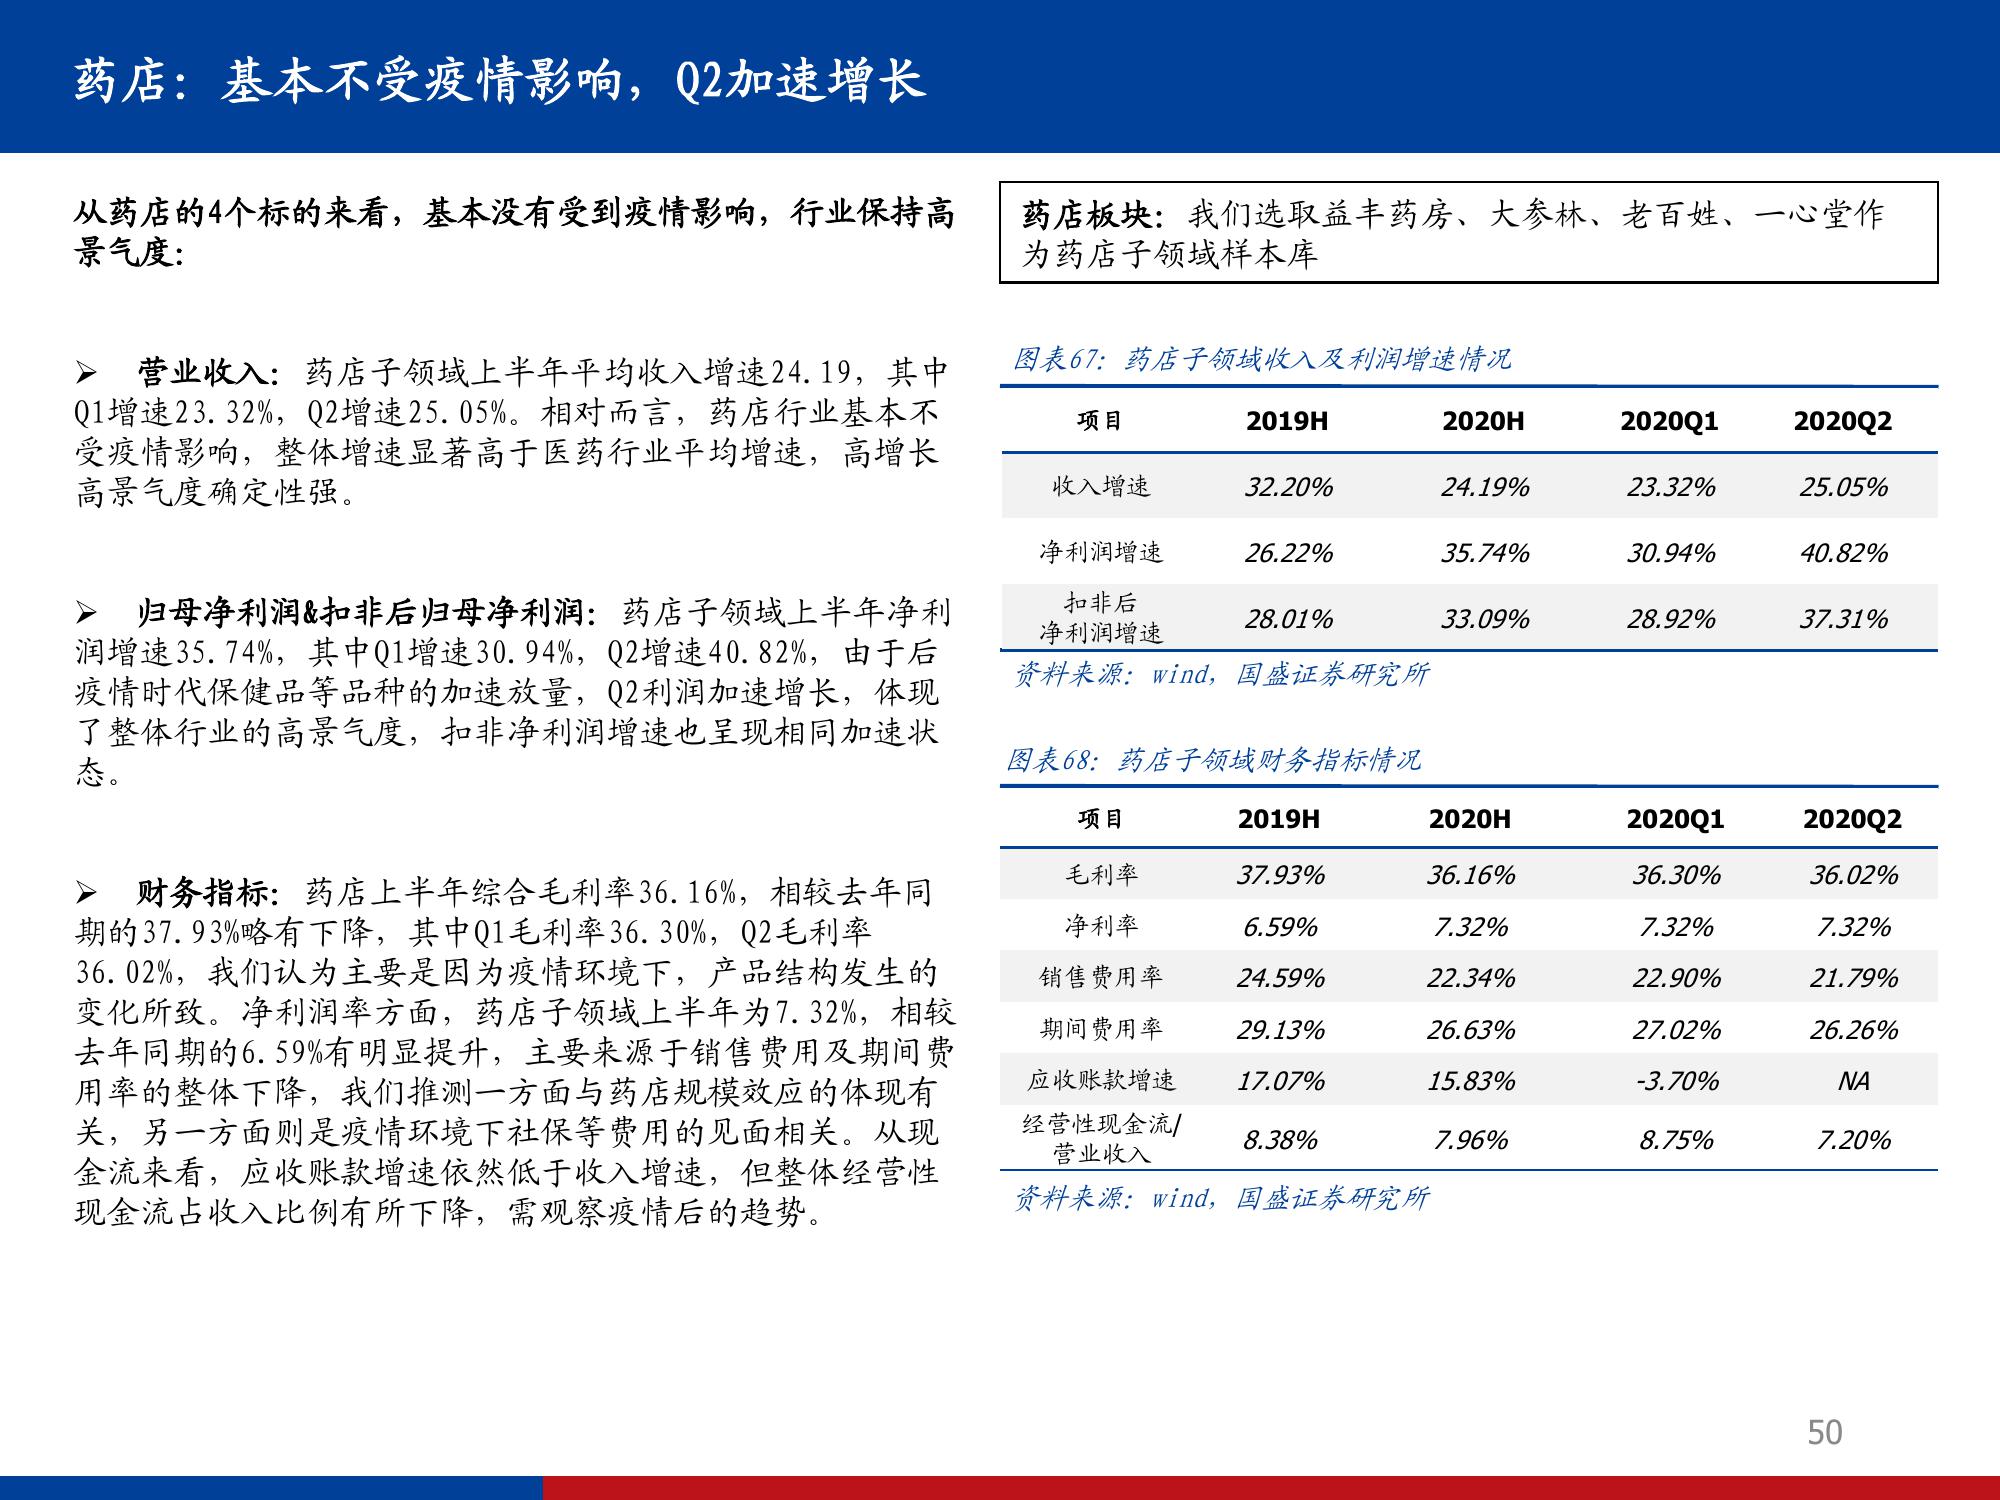 药店：基本不受疫情影响，Q2加速增长
从药店的4个标的来看，基本没有受到疫情影响，行业保持高
景气度：
➢ 营业收入：药店子领域上半年平均收入增速24.19，其中
Q1增速23.32%，Q2增速25.05%。相对而言，药店行业基本不
受疫情影响，整体增速显著高于医药行业平均增速，高增长
高景气度确定性强。
➢ 归母净利润&扣非后归母净利润：药店子领域上半年净利
润增速35.74%，其中Q1增速30.94%，Q2增速40.82%，由于后
疫情时代保健品等品种的加速放量，Q2利润加速增长，体现
了整体行业的高景气度，扣非净利润增速也呈现相同加速状
态。
➢ 财务指标：药店上半年综合毛利率36.16%，相较去年同
期的37.93%略有下降，其中Q1毛利率36.30%，Q2毛利率
36.02%，我们认为主要是因为疫情环境下，产品结构发生的
变化所致。净利润率方面，药店子领域上半年为7.32%，相较
去年同期的6.59%有明显提升，主要来源于销售费用及期间费
用率的整体下降，我们推测一方面与药店规模效应的体现有
关，另一方面则是疫情环境下社保等费用的见面相关。从现
金流来看，应收账款增速依然低于收入增速，但整体经营性
现金流占收入比例有所下降，需观察疫情后的趋势。
药店板块：我们选取益丰药房、大参林、老百姓、一心堂作
为药店子领域样本库
图表67：药店子领域收入及利润增速情况
项目 2019H 2020H 2020Q1 2020Q2
收入增速 32.20% 24.19% 23.32% 25.05%
净利润增速 26.22% 35.74% 30.94% 40.82%
扣非后
净利润增速 28.01% 33.09% 28.92% 37.31%
资料来源：wind，国盛证券研究所
图表68：药店子领域财务指标情况
项目 2019H 2020H 2020Q1 2020Q2
毛利率 37.93% 36.16% 36.30% 36.02%
净利率 6.59% 7.32% 7.32% 7.32%
销售费用率 24.59% 22.34% 22.90% 21.79%
期间费用率 29.13% 26.63% 27.02% 26.26%
应收账款增速 17.07% 15.83% -3.70% NA
经营性现金流/
营业收入 8.38% 7.96% 8.75% 7.20%
资料来源：wind，国盛证券研究所
50